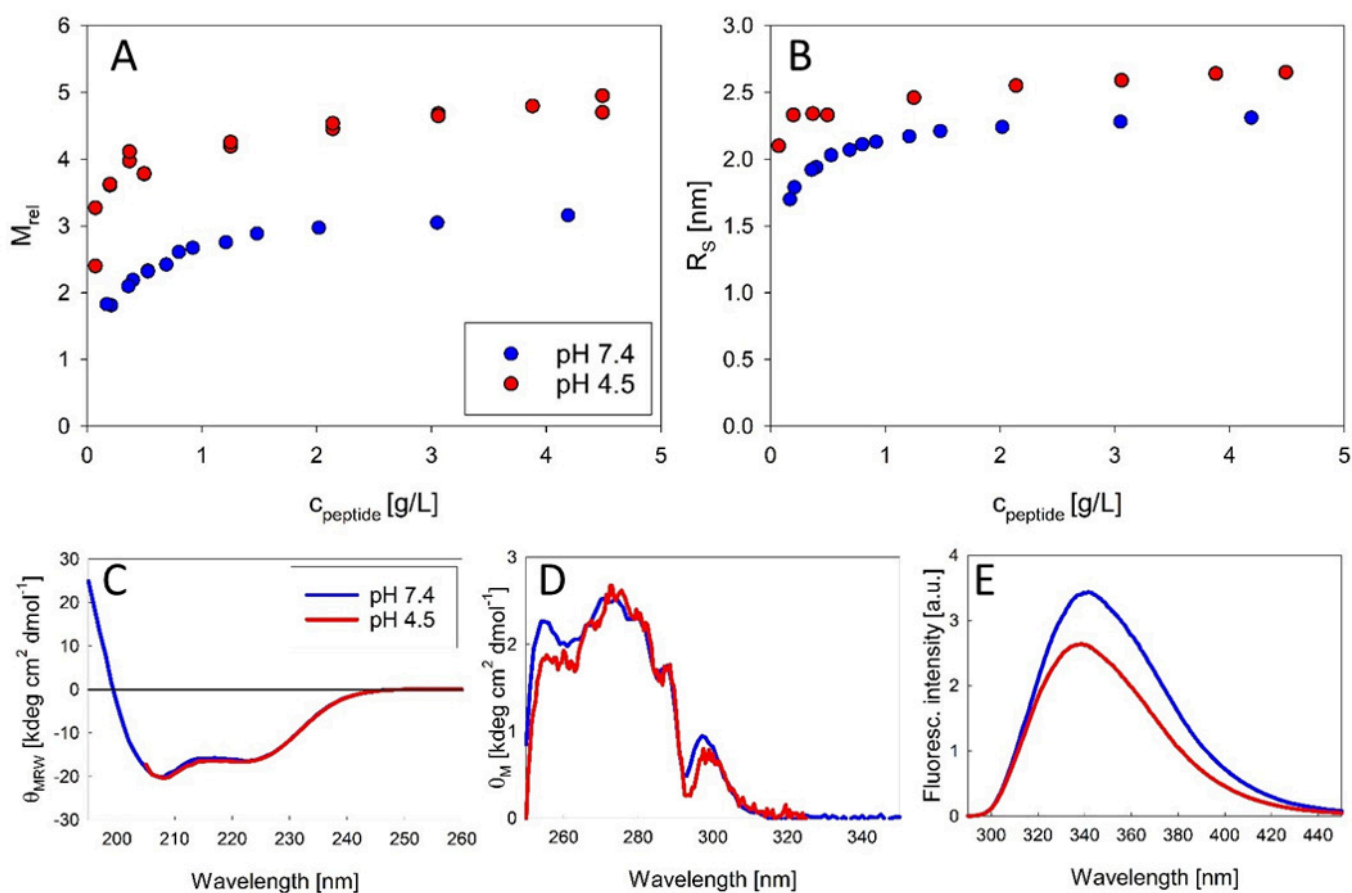 A
M_rel
6
5
4
3
2
1
0
0 1 2 3 4 5
c_peptide [g/L]
pH 7.4
pH 4.5
B
R_S [nm]
3.0
2.5
2.0
1.5
1.0
0.5
0.0
0 1 2 3 4 5
c_peptide [g/L]
C
θ_MRW [kdeg cm² dmol⁻¹]
30
20
10
0
-10
-20
-30
200 210 220 230 240 250 260
Wavelength [nm]
pH 7.4
pH 4.5
D
θ_M [kdeg cm² dmol⁻¹]
3
2
1
0
260 280 300 320 340
Wavelength [nm]
E
Fluoresc. intensity [a.u.]
4
3
2
1
0
300 320 340 360 380 400 420 440
Wavelength [nm]